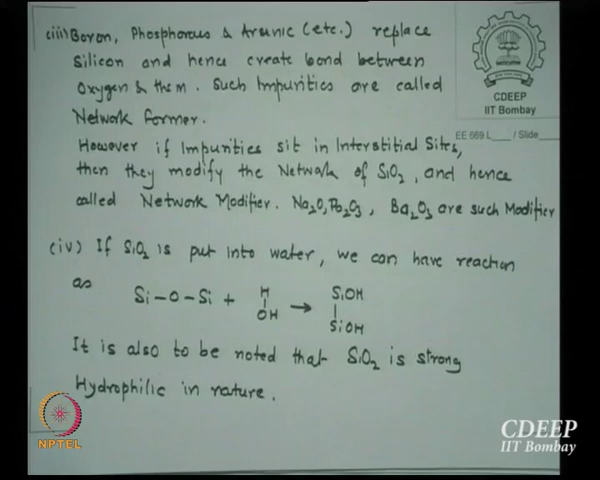 (iii) Boron, Phosphorous & Arsenic (etc.) replace
Silicon and hence create bond between
Oxygen & them. Such Impurities are called
Network former.
However if Impurities sit in Interstitial Sites,
then they modify the Network of SiO2, and hence
called Network Modifier. Na2O, Pb2O3, Ba2O3 are such Modifier
(iv) If SiO2 is put into water, we can have reaction
as Si-O-Si + H | OH → SiOH | SiOH
It is also to be noted that SiO2 is strong
Hydrophilic in nature.
CDEEP
IIT Bombay
EE 669 L___ / Slide___
NPTEL
CDEEP
IIT Bombay